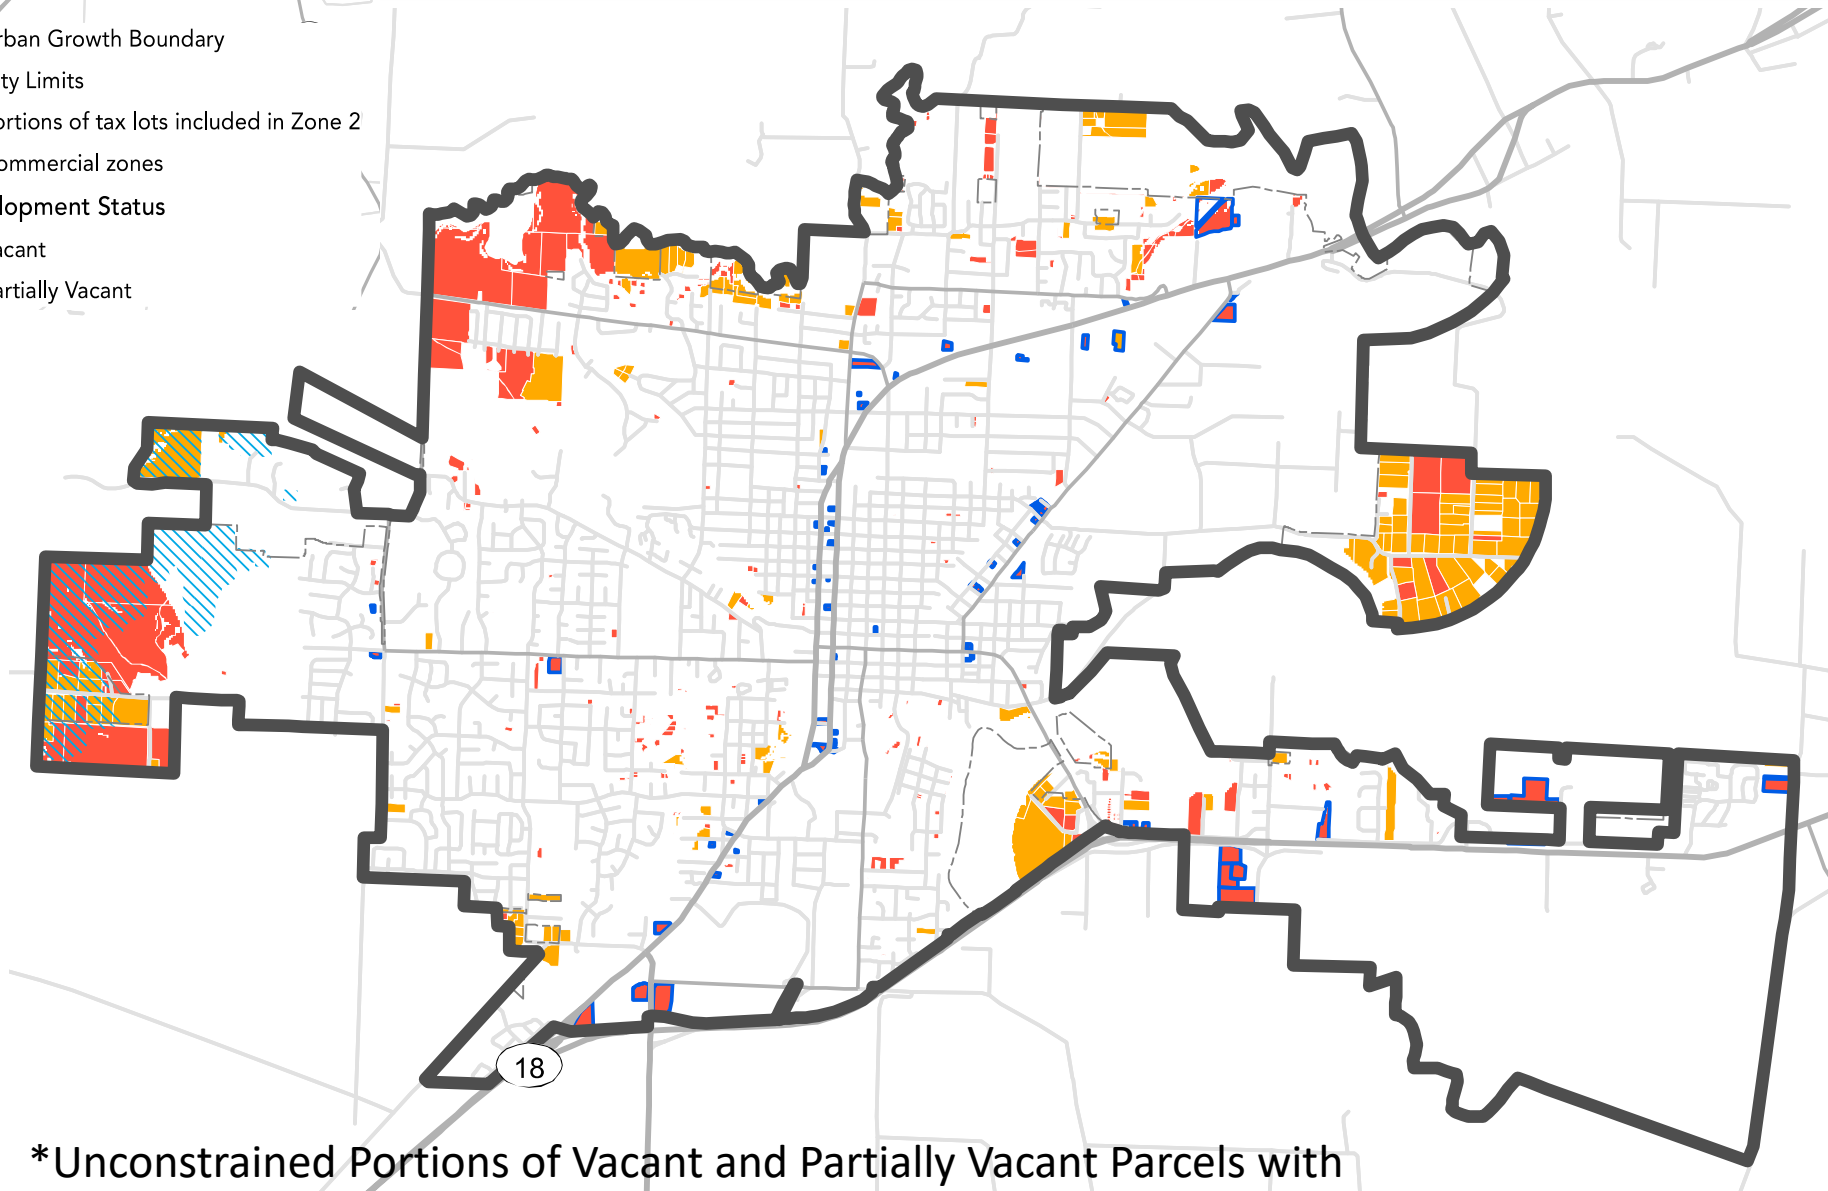 rban Growth Boundary
ty Limits
ortions of tax lots included in Zone 2
ommercial zones
lopment Status
acant
artially Vacant
18
*Unconstrained Portions of Vacant and Partially Vacant Parcels with